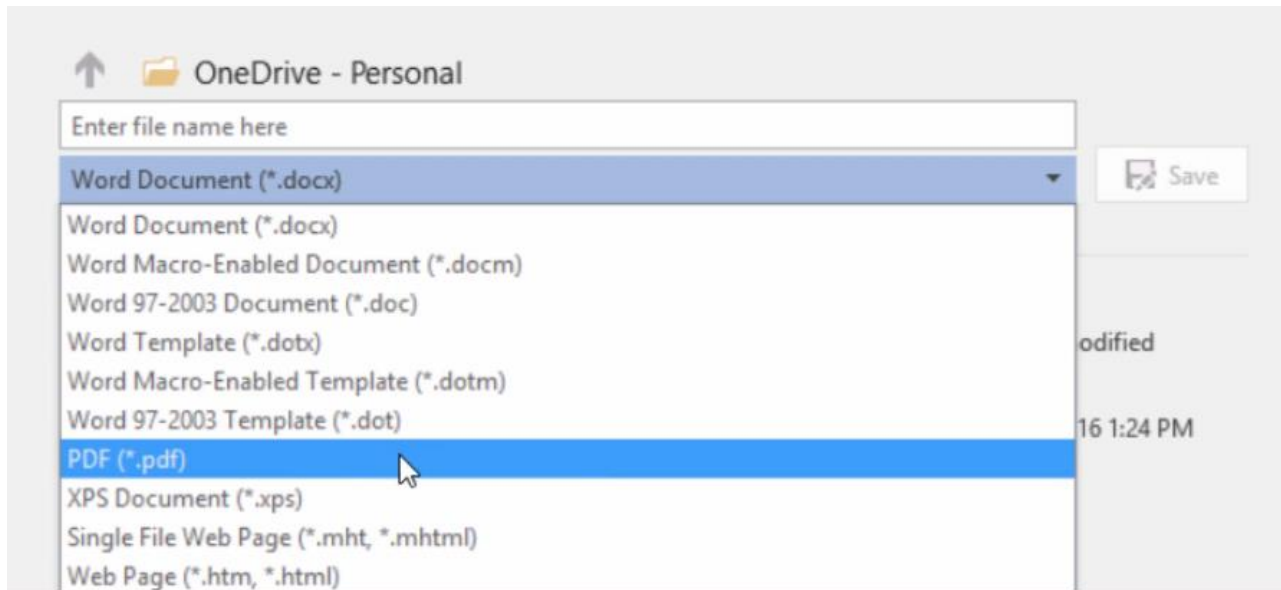 OneDrive - Personal
Enter file name here
Word Document (*.docx)
Save
Word Document (*.docx)
Word Macro-Enabled Document (*.docm)
Word 97-2003 Document (*.doc)
Word Template (*.dotx)
odified
Word Macro-Enabled Template (*.dotm)
Word 97-2003 Template (*.dot)
16 1:24 PM
PDF (*.pdf)
XPS Document (*.xps)
Single File Web Page (*.mht, *.mhtml)
Web Page (*.htm, *.html)